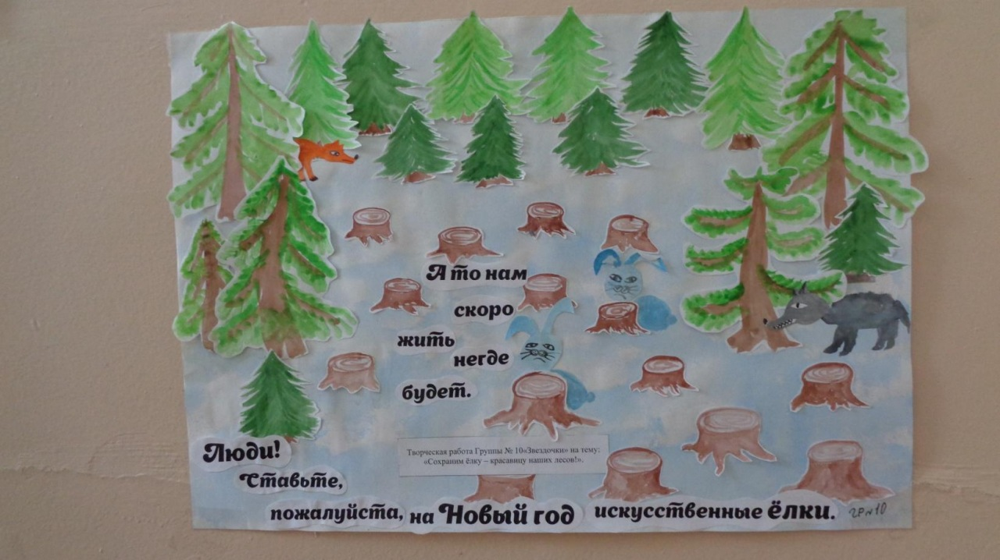 А то нам
скоро
жить
негде
будет.
Творческая работа Группы № 10«Звездочки» на тему:
«Сохраним ёлку – красавицу наших лесов!».
Люди!
Ставьте,
пожалуйста, на Новый год искусственные ёлки.
гр№10